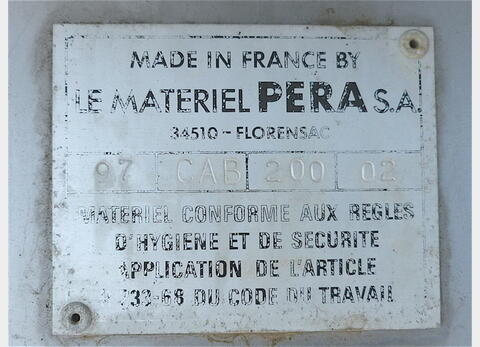 MADE IN FRANCE BY
LE MATERIEL PERA S.A
34510 - FLORENSAC
97 CAB 200 02
MATERIEL CONFORME AUX REGLES
D'HYGIENE ET DE SECURITE
APPLICATION DE L'ARTICLE
233-68 DU CODE DU TRAVAIL